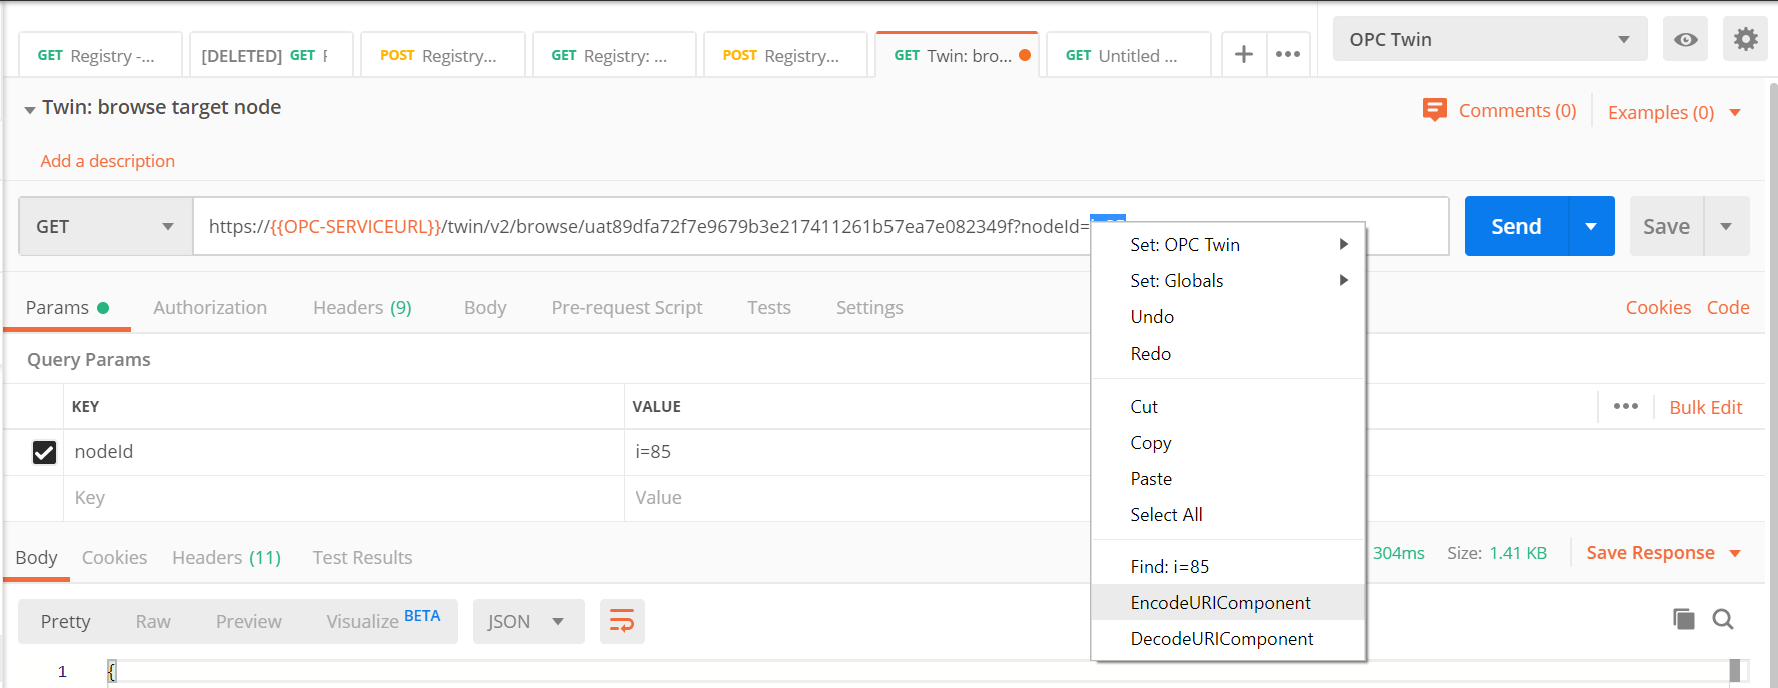 GET Registry -...
[DELETED] GET F
POST Registry...
GET Registry: ...
POST Registry...
GET Twin: bro...
GET Untitled ...
OPC Twin
Twin: browse target node
Comments (0)
Examples (0)
Add a description
GET
https://{{OPC-SERVICEURL}}/twin/v2/browse/uat89dfa72f7e9679b3e217411261b57ea7e082349f?nodeId=
Send
Save
Set: OPC Twin
Set: Globals
Undo
Redo
Cut
Copy
Paste
Select All
Find: i=85
EncodeURIComponent
DecodeURIComponent
Params
Authorization
Headers (9)
Body
Pre-request Script
Tests
Settings
Cookies
Code
Query Params
KEY
VALUE
Bulk Edit
nodeId
i=85
Key
Value
Body
Cookies
Headers (11)
Test Results
304ms
Size: 1.41 KB
Save Response
Pretty
Raw
Preview
Visualize BETA
JSON
1
{